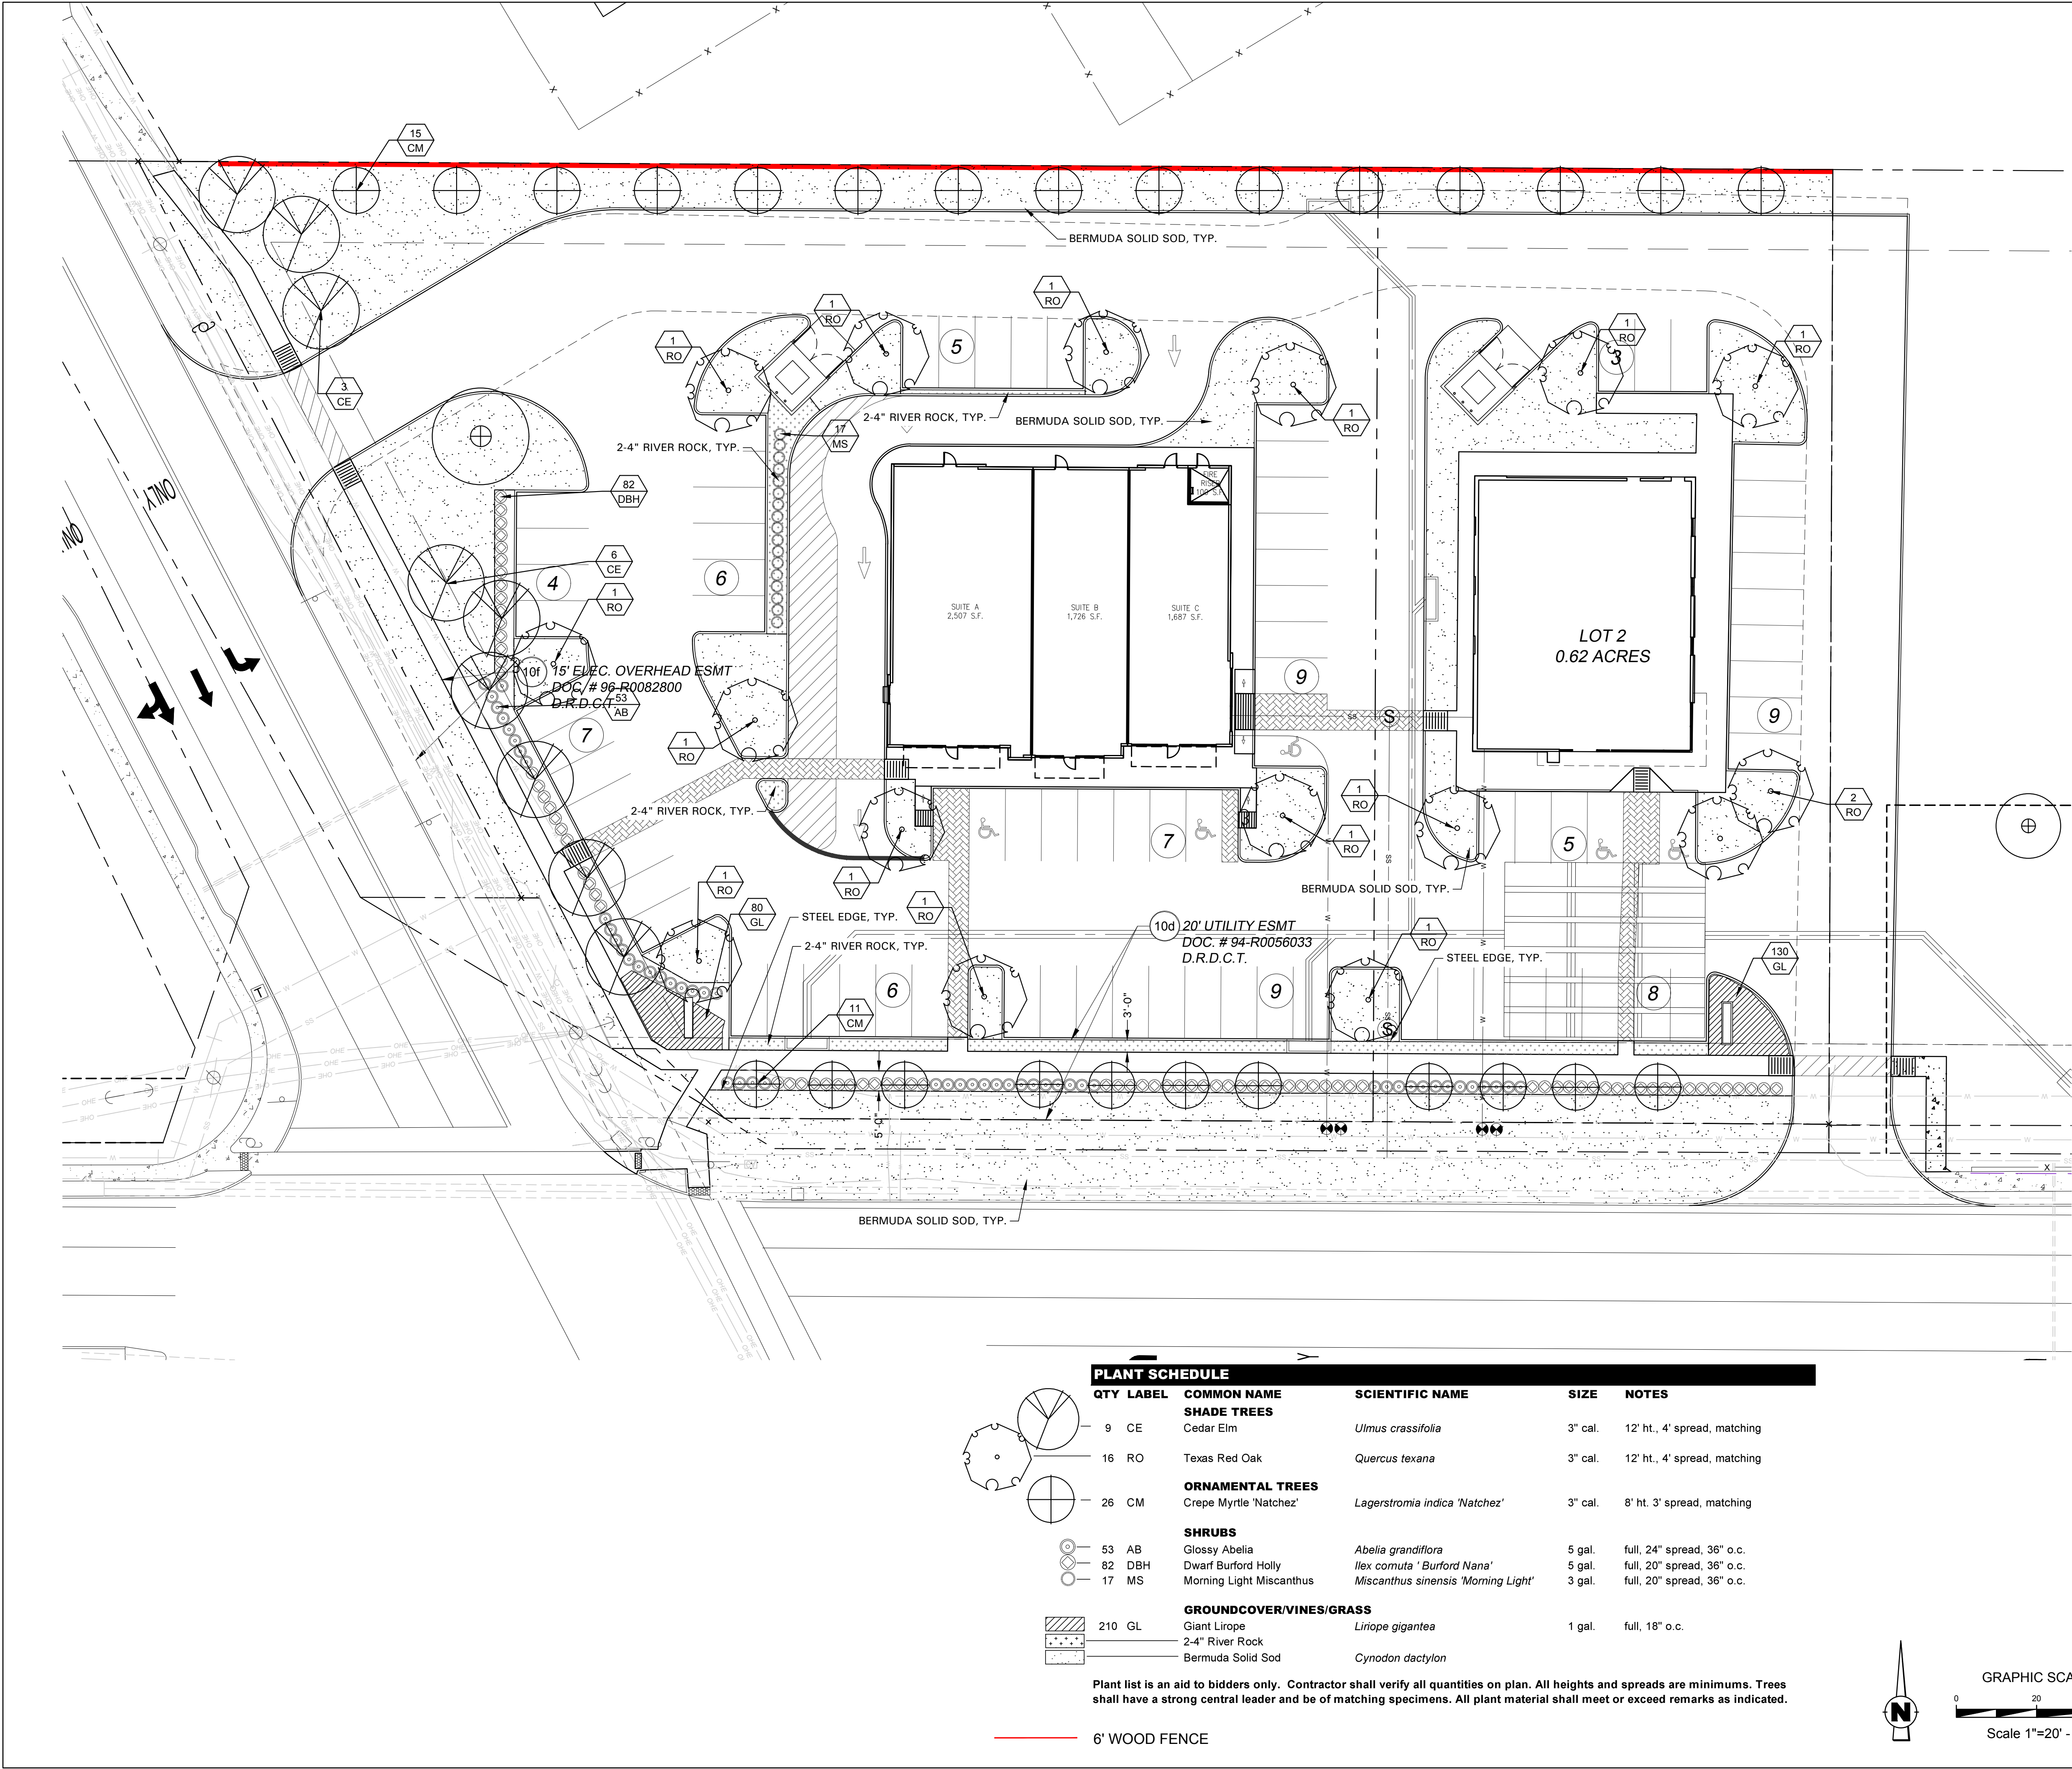 15
CM
BERMUDA SOLID SOD, TYP.
3
CE
1
RO
1
RO
1
RO
5
1
RO
3
1
RO
2-4" RIVER ROCK, TYP.
BERMUDA SOLID SOD, TYP.
1
RO
17
MS
2-4" RIVER ROCK, TYP.
ONLY
82
DBH
FIRE
RISER
100 S.F.
6
CE
4
6
1
RO
SUITE A
2,507 S.F.
SUITE B
1,726 S.F.
SUITE C
1,687 S.F.
LOT 2
0.62 ACRES
10f
15' ELEC. OVERHEAD ESMT
DOC. # 96-R0082800
D.R.D.C.T.
53
AB
7
9
S
SS
9
1
RO
2-4" RIVER ROCK, TYP.
1
RO
2
RO
7
1
RO
5
1
RO
1
RO
BERMUDA SOLID SOD, TYP.
80
GL
STEEL EDGE, TYP.
1
RO
10d
20' UTILITY ESMT
DOC. # 94-R0056033
D.R.D.C.T.
1
RO
2-4" RIVER ROCK, TYP.
STEEL EDGE, TYP.
130
GL
6
9
8
T
11
CM
3'-0"
S
5'-0"
BERMUDA SOLID SOD, TYP.
PLANT SCHEDULE
QTY LABEL COMMON NAME SCIENTIFIC NAME SIZE NOTES
SHADE TREES
9 CE Cedar Elm Ulmus crassifolia 3" cal. 12' ht., 4' spread, matching
16 RO Texas Red Oak Quercus texana 3" cal. 12' ht., 4' spread, matching
ORNAMENTAL TREES
26 CM Crepe Myrtle 'Natchez' Lagerstromia indica 'Natchez' 3" cal. 8' ht. 3' spread, matching
SHRUBS
53 AB Glossy Abelia Abelia grandiflora 5 gal. full, 24" spread, 36" o.c.
82 DBH Dwarf Burford Holly Ilex cornuta ' Burford Nana' 5 gal. full, 20" spread, 36" o.c.
17 MS Morning Light Miscanthus Miscanthus sinensis 'Morning Light' 3 gal. full, 20" spread, 36" o.c.
GROUNDCOVER/VINES/GRASS
210 GL Giant Lirope Liriope gigantea 1 gal. full, 18" o.c.
2-4" River Rock
Bermuda Solid Sod Cynodon dactylon
Plant list is an aid to bidders only. Contractor shall verify all quantities on plan. All heights and spreads are minimums. Trees
shall have a strong central leader and be of matching specimens. All plant material shall meet or exceed remarks as indicated.
6' WOOD FENCE
N
GRAPHIC SCA
0 20
Scale 1"=20' -